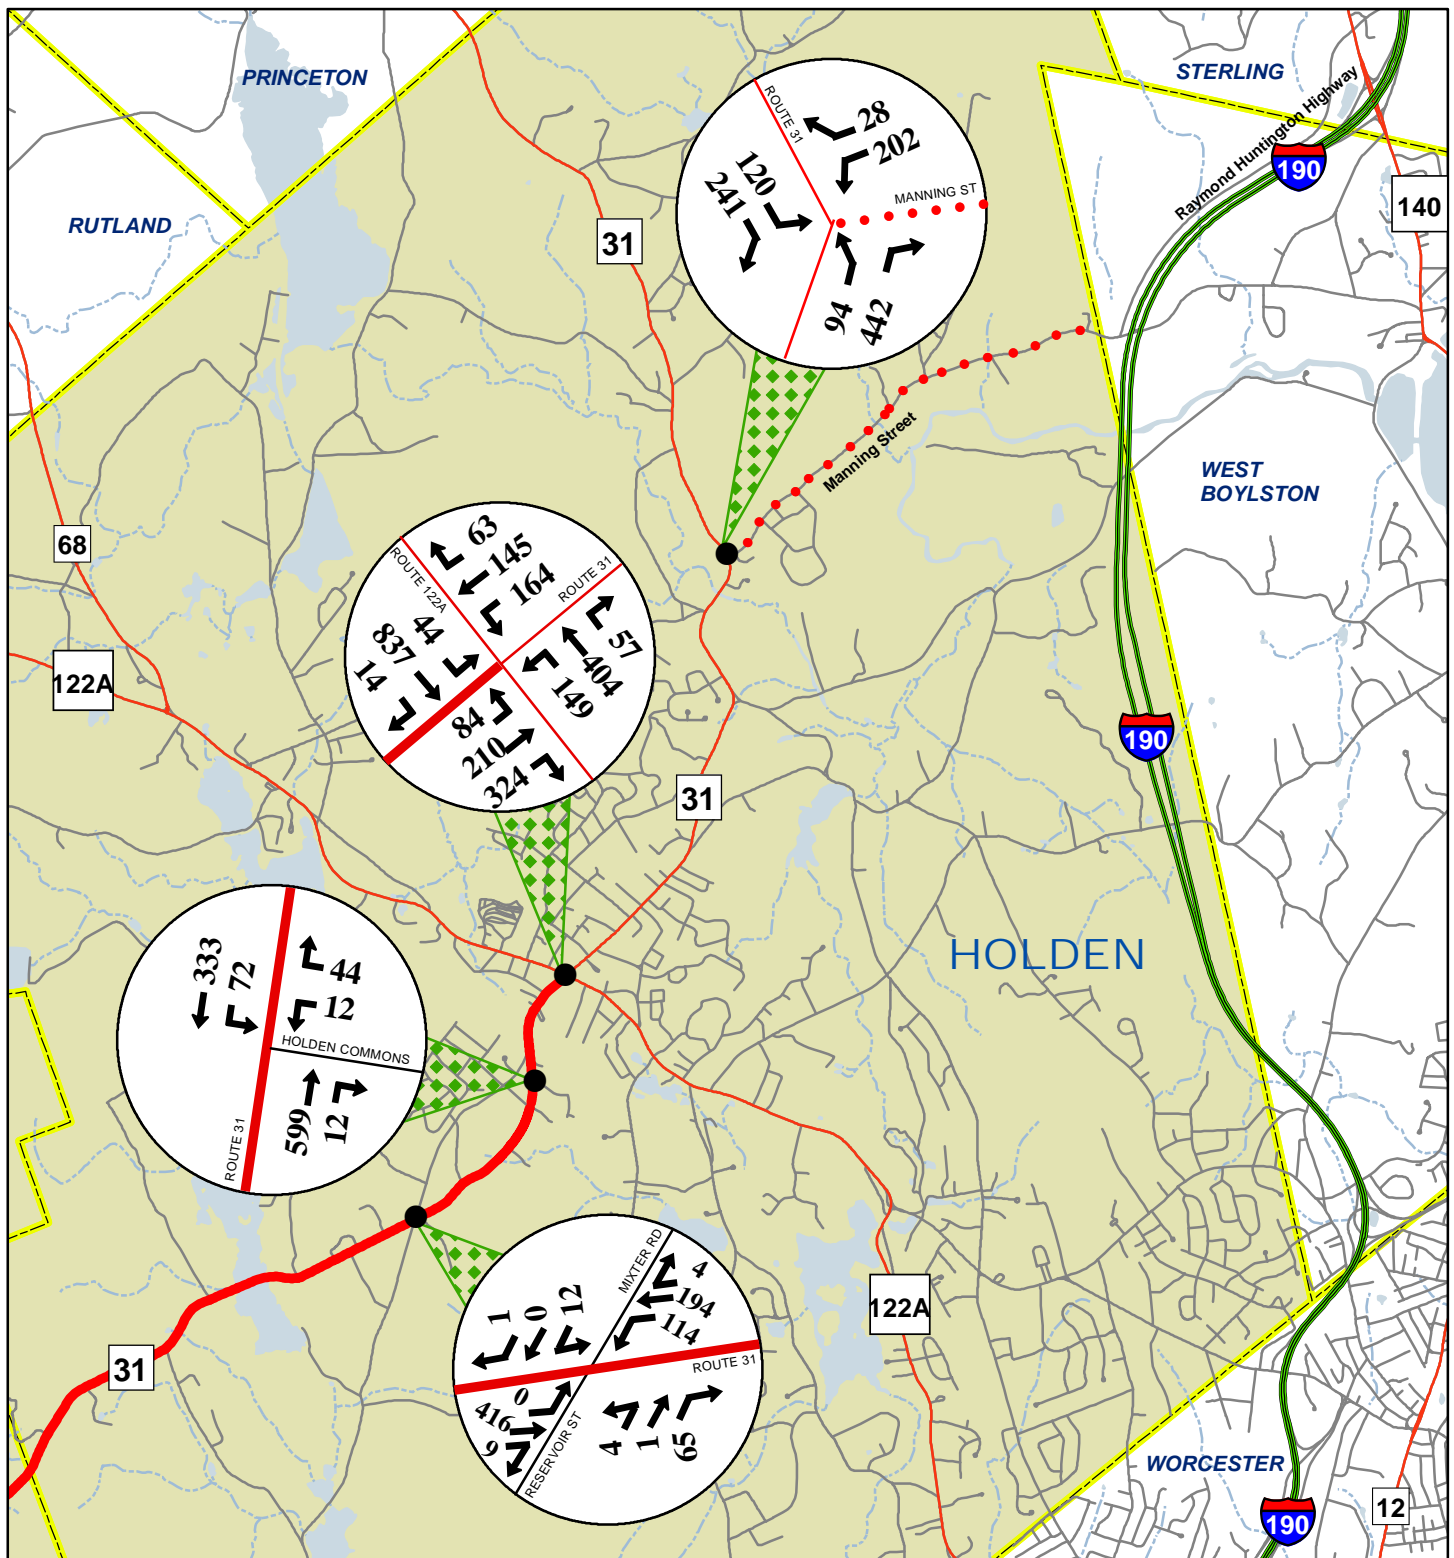 PRINCETON
STERLING
Raymond Huntington Highway
190
140
RUTLAND
31
ROUTE 31
28
202
120
241
MANNING ST
94
442
Manning Street
WEST
BOYLSTON
68
122A
63
145
164
ROUTE 122A
ROUTE 31
44
837
14
57
404
149
84
210
324
190
31
HOLDEN
333
72
44
12
HOLDEN COMMONS
599
12
ROUTE 31
MIXTER RD
4
194
114
1
0
12
ROUTE 31
0
416
9
RESERVOIR ST
4
1
65
122A
31
WORCESTER
190
12